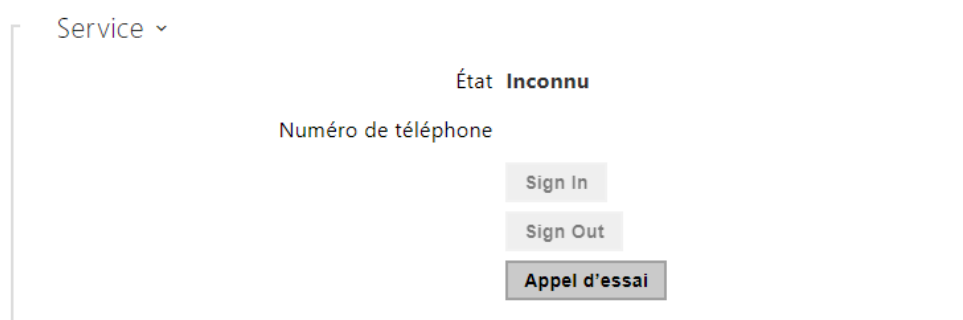 Service
État Inconnu
Numéro de téléphone
Sign In
Sign Out
Appel d’essai